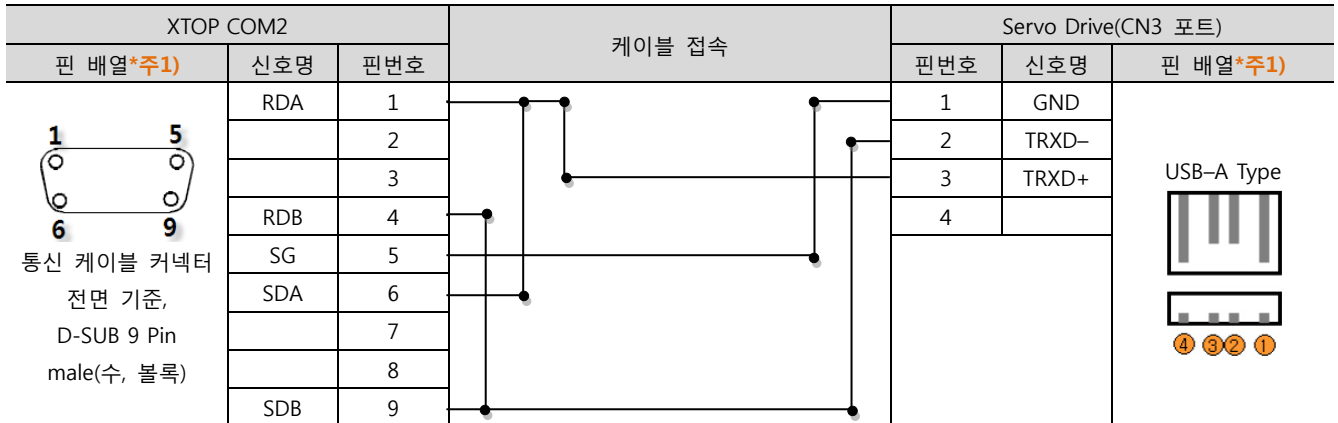 XTOP COM2 케이블 접속 Servo Drive(CN3 포트)
핀 배열*주1) 신호명 핀번호 핀번호 신호명 핀 배열*주1)
RDA 1 1 GND
2 2 TRXD–
3 3 TRXD+
RDB 4 4
SG 5
SDA 6
7
8
SDB 9
1 5
6 9
통신 케이블 커넥터
전면 기준,
D-SUB 9 Pin
male(수, 볼록)
USB–A Type
4 3 2 1